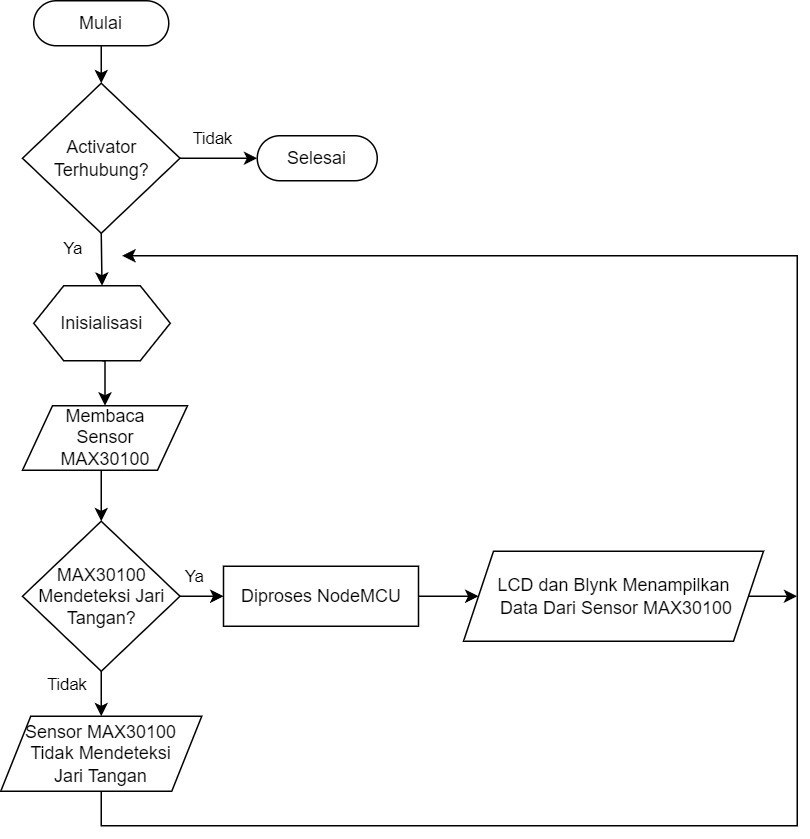 Mulai
Activator
Terhubung?
Tidak
Selesai
Ya
Inisialisasi
Membaca
Sensor
MAX30100
MAX30100
Mendeteksi Jari
Tangan?
Ya
Diproses NodeMCU
LCD dan Blynk Menampilkan
Data Dari Sensor MAX30100
Tidak
Sensor MAX30100
Tidak Mendeteksi
Jari Tangan